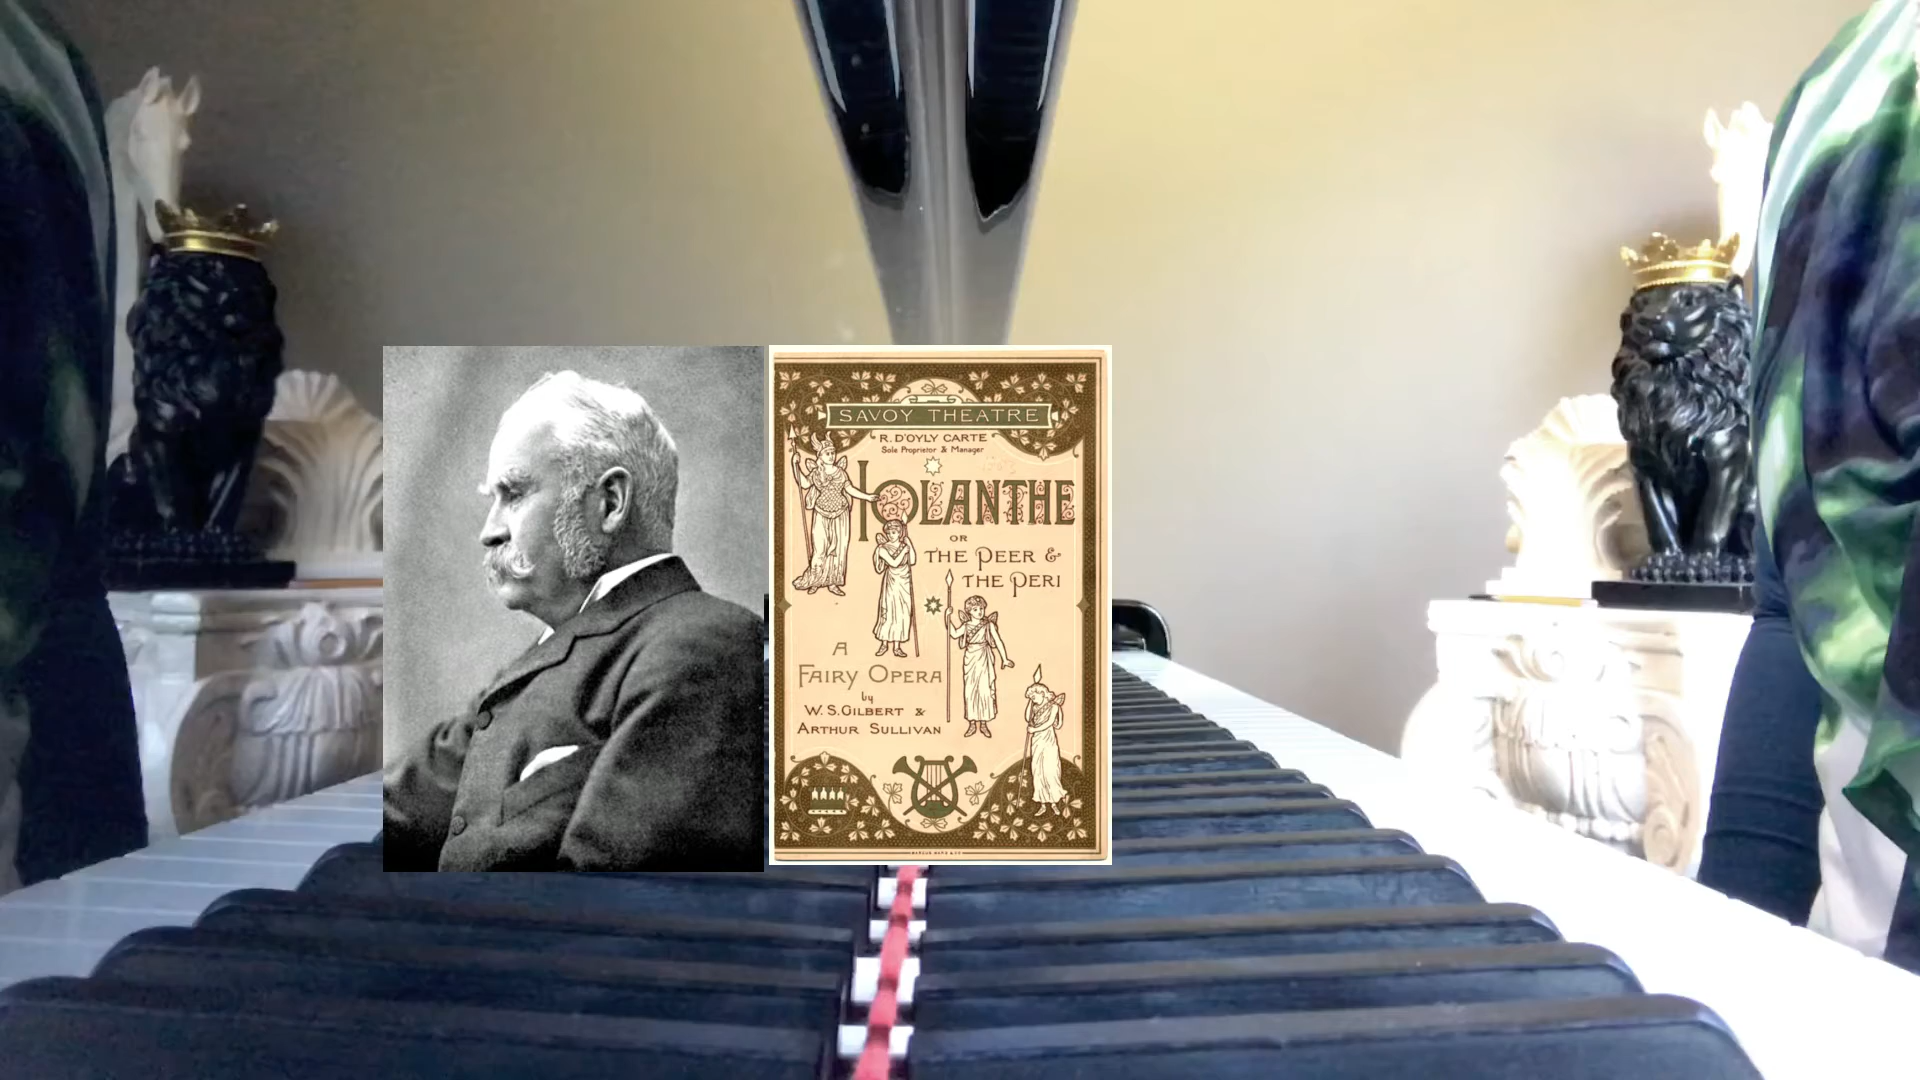 SAVOY THEATRE
R. D'OYLY CARTE
Sole Proprietor & Manager
IOLANTHE
OR
THE PEER &
THE PERI
A
FAIRY OPERA
by
W. S. GILBERT &
ARTHUR SULLIVAN